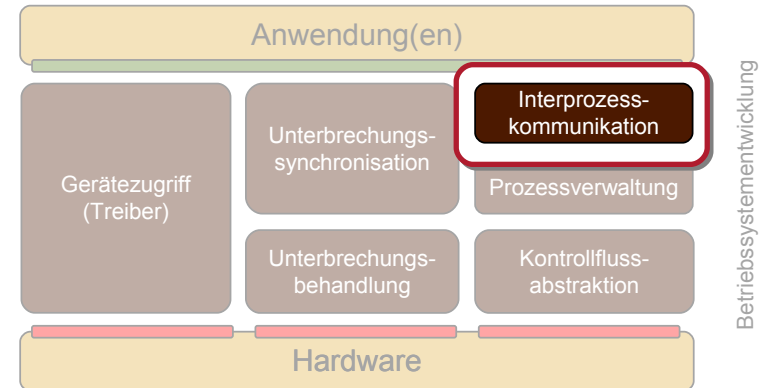 Anwendung(en)
Interprozess-
kommunikation
Unterbrechungs-
synchronisation
Gerätezugriff
(Treiber)
Prozessverwaltung
Unterbrechungs-
behandlung
Kontrollfluss-
abstraktion
Hardware
Betriebssystementwicklung